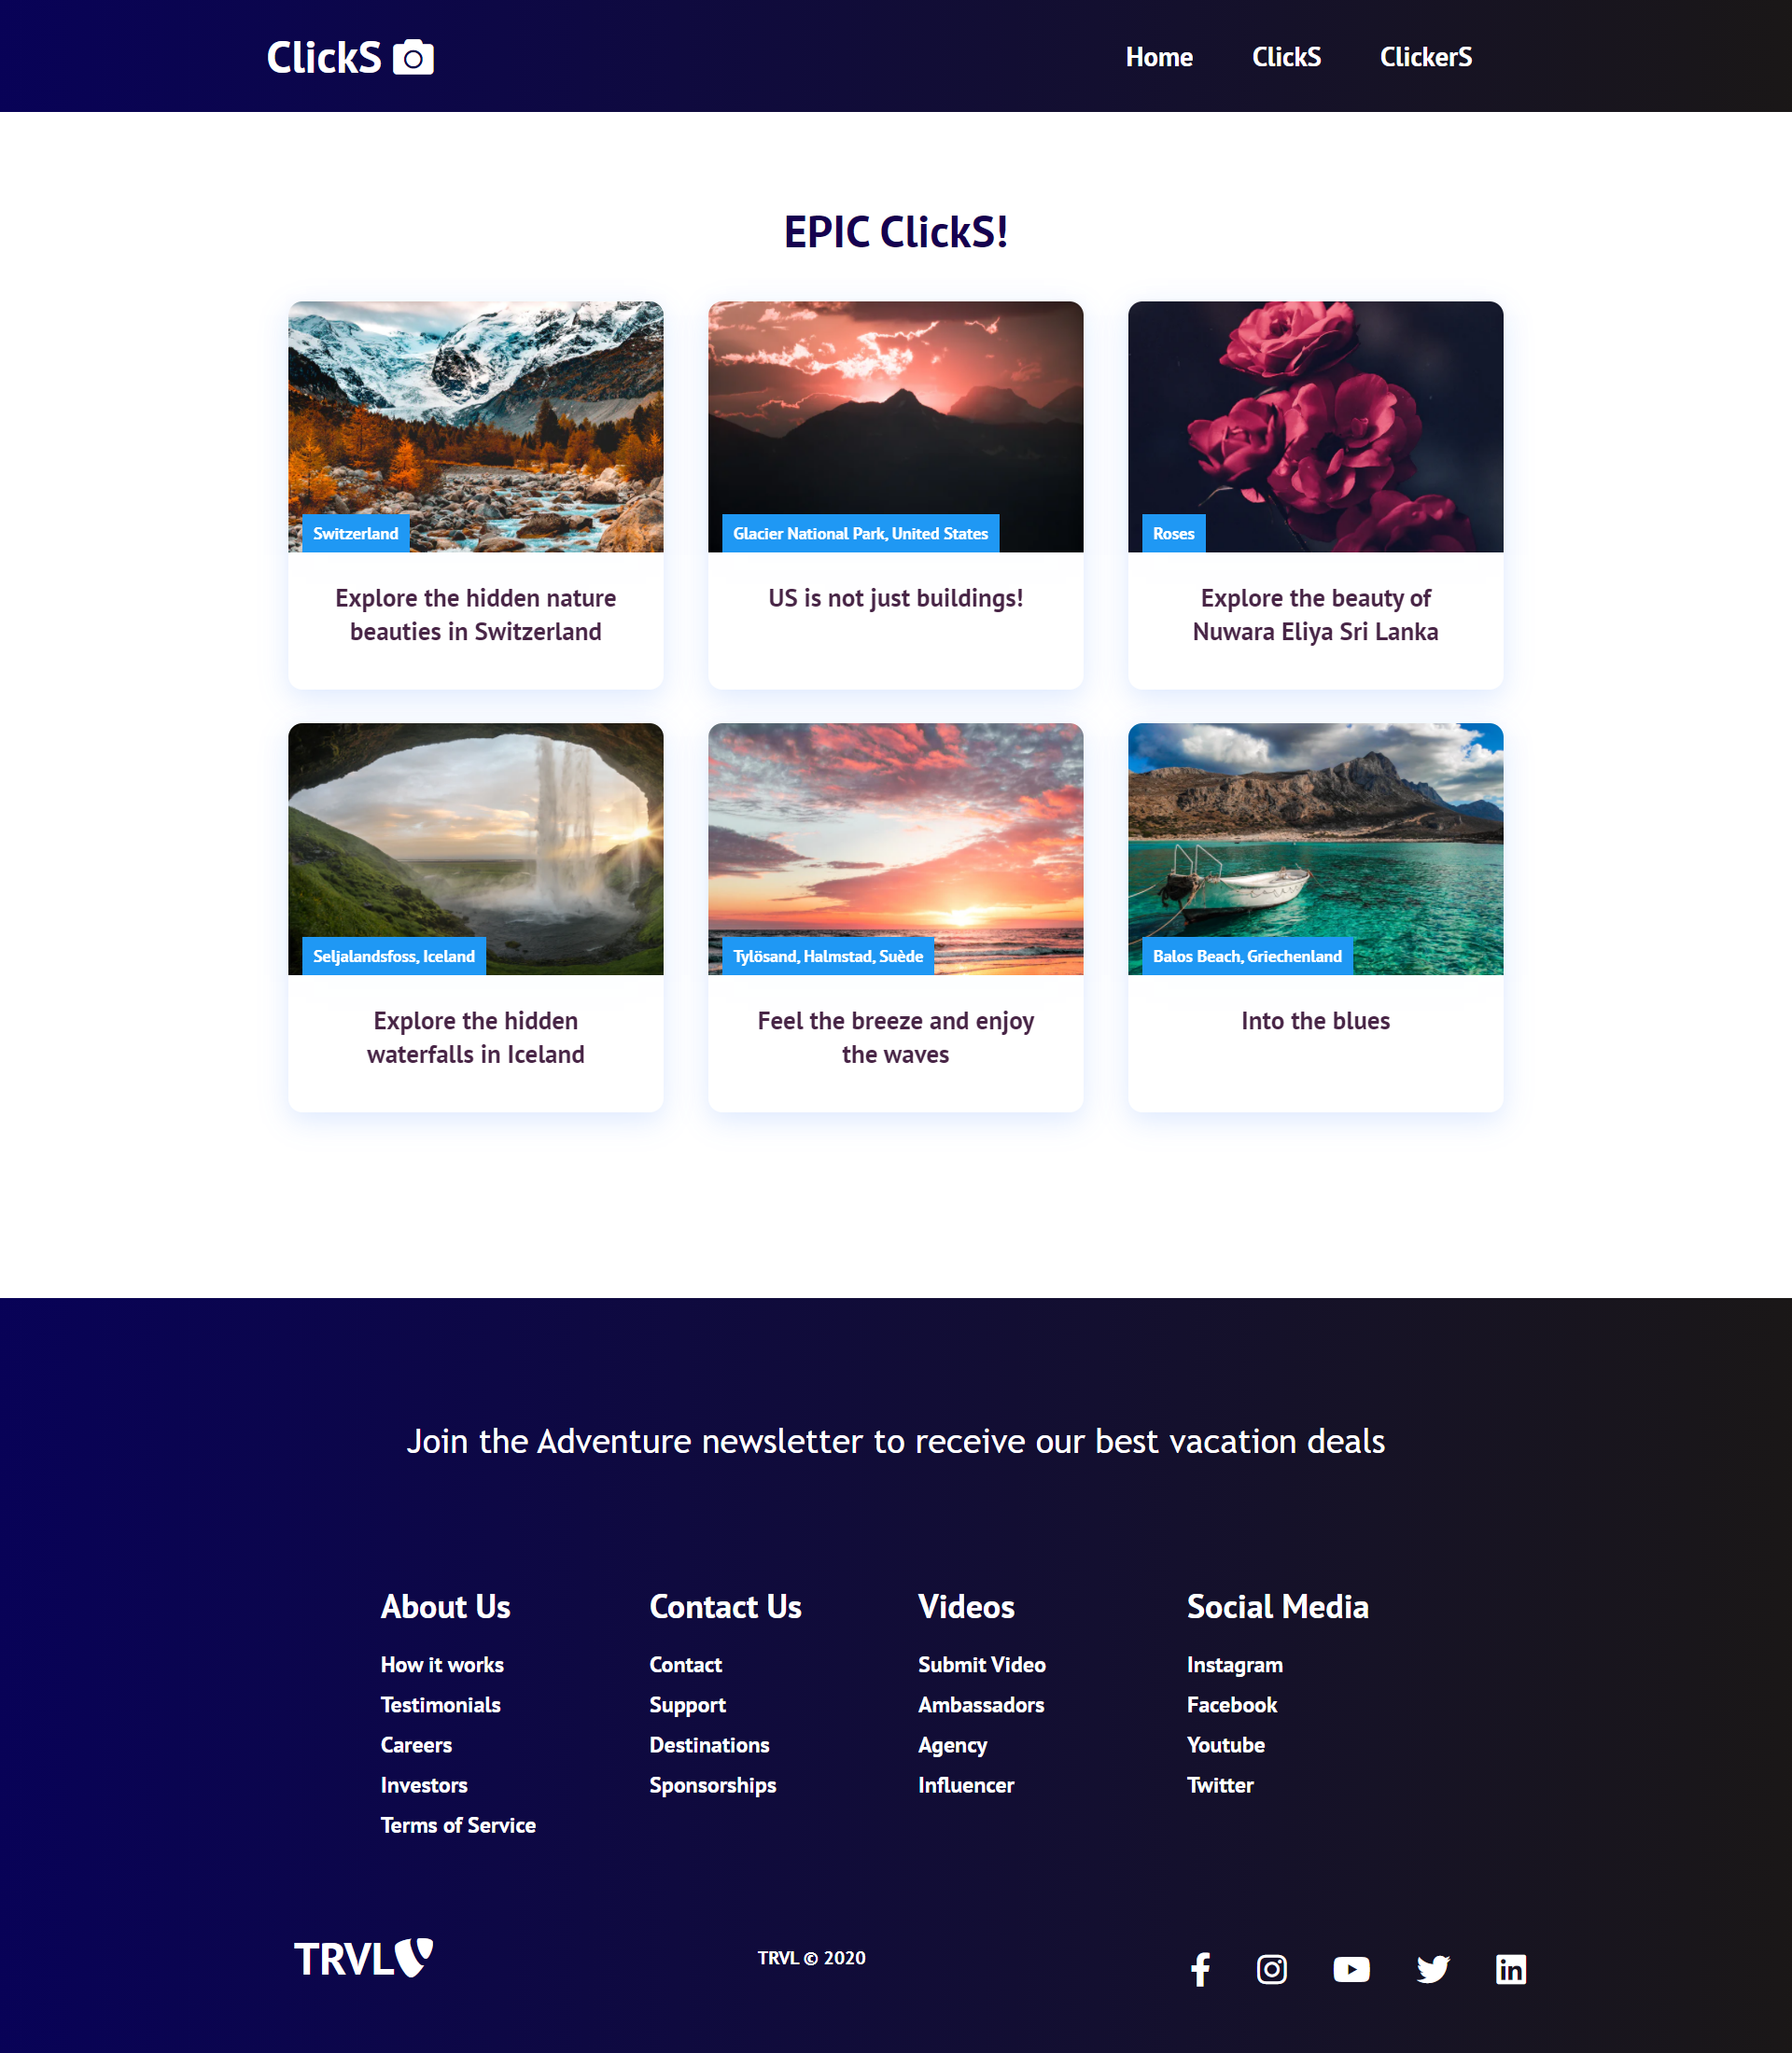 ClickS
Home ClickS ClickerS
EPIC ClickS!
Switzerland
Explore the hidden nature
beauties in Switzerland
Glacier National Park, United States
US is not just buildings!
Roses
Explore the beauty of
Nuwara Eliya Sri Lanka
Seljalandsfoss, Iceland
Explore the hidden
waterfalls in Iceland
Tylösand, Halmstad, Suède
Feel the breeze and enjoy
the waves
Balos Beach, Griechenland
Into the blues
Join the Adventure newsletter to receive our best vacation deals
About Us
How it works
Testimonials
Careers
Investors
Terms of Service
Contact Us
Contact
Support
Destinations
Sponsorships
Videos
Submit Video
Ambassadors
Agency
Influencer
Social Media
Instagram
Facebook
Youtube
Twitter
TRVL
TRVL © 2020